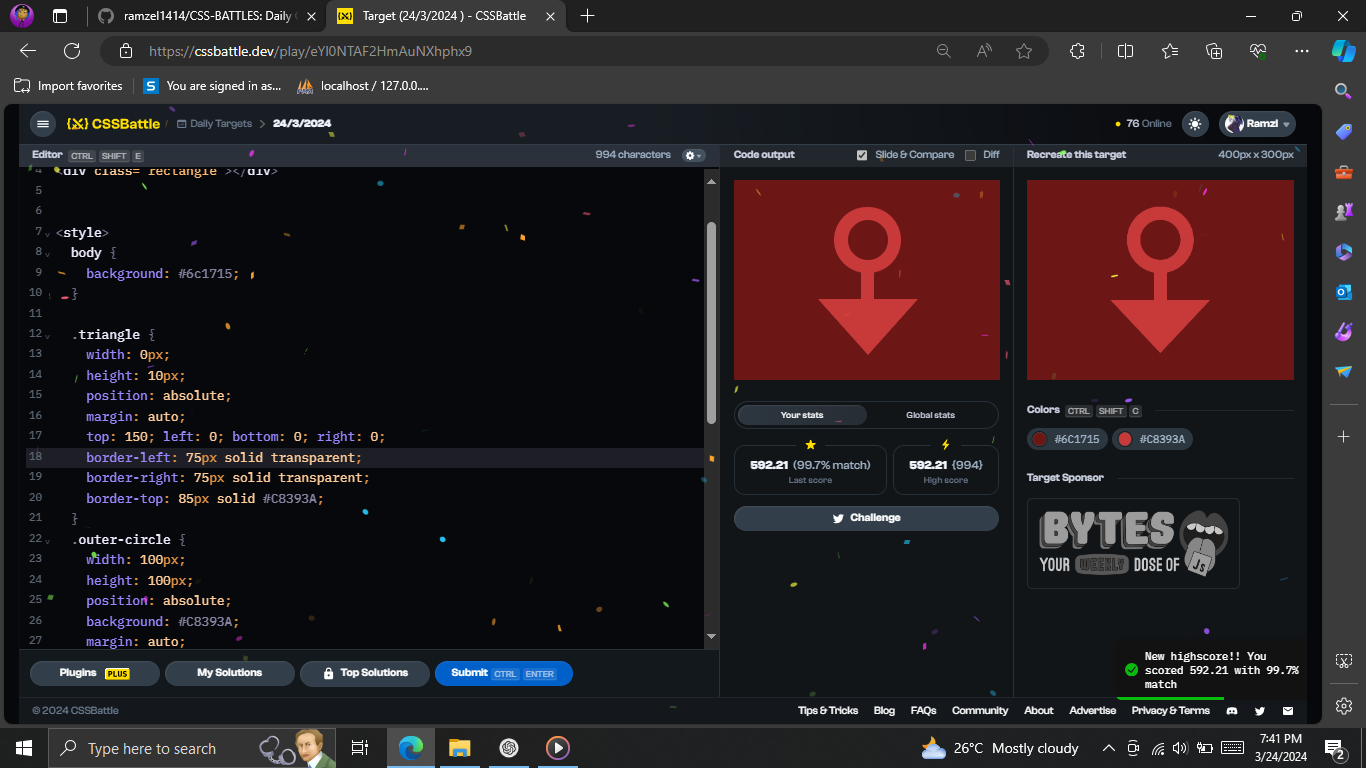 ramzel1414/CSS-BATTLES: Daily
Target (24/3/2024 ) - CSSBattle
https://cssbattle.dev/play/eYl0NTAF2HmAuNXhphx9
Import favorites
You are signed in as...
localhost / 127.0.0....
CSSBattle
Daily Targets > 24/3/2024
76 Online
Ramzl
Editor CTRL SHIFT E
994 characters
Code output
Slide & Compare
Diff
Recreate this target
400px x 300px
4 <div class="rectangle"></div>
5
6
7 <style>
8 body {
9 background: #6c1715;
10 }
11
12 .triangle {
13 width: 0px;
14 height: 10px;
15 position: absolute;
16 margin: auto;
17 top: 150; left: 0; bottom: 0; right: 0;
18 border-left: 75px solid transparent;
19 border-right: 75px solid transparent;
20 border-top: 85px solid #C8393A;
21 }
22 .outer-circle {
23 width: 100px;
24 height: 100px;
25 position: absolute;
26 background: #C8393A;
27 margin: auto;
Your stats
Global stats
592.21 (99.7% match)
Last score
592.21 {994}
High score
Challenge
Colors CTRL SHIFT C
#6C1715
#C8393A
Target Sponsor
BYTES
YOUR WEEKLY DOSE OF JS
New highscore!! You
scored 592.21 with 99.7%
match
Plugins PLUS
My Solutions
Top Solutions
Submit CTRL ENTER
© 2024 CSSBattle
Tips & Tricks
Blog
FAQs
Community
About
Advertise
Privacy & Terms
Type here to search
26°C Mostly cloudy
7:41 PM
3/24/2024
2